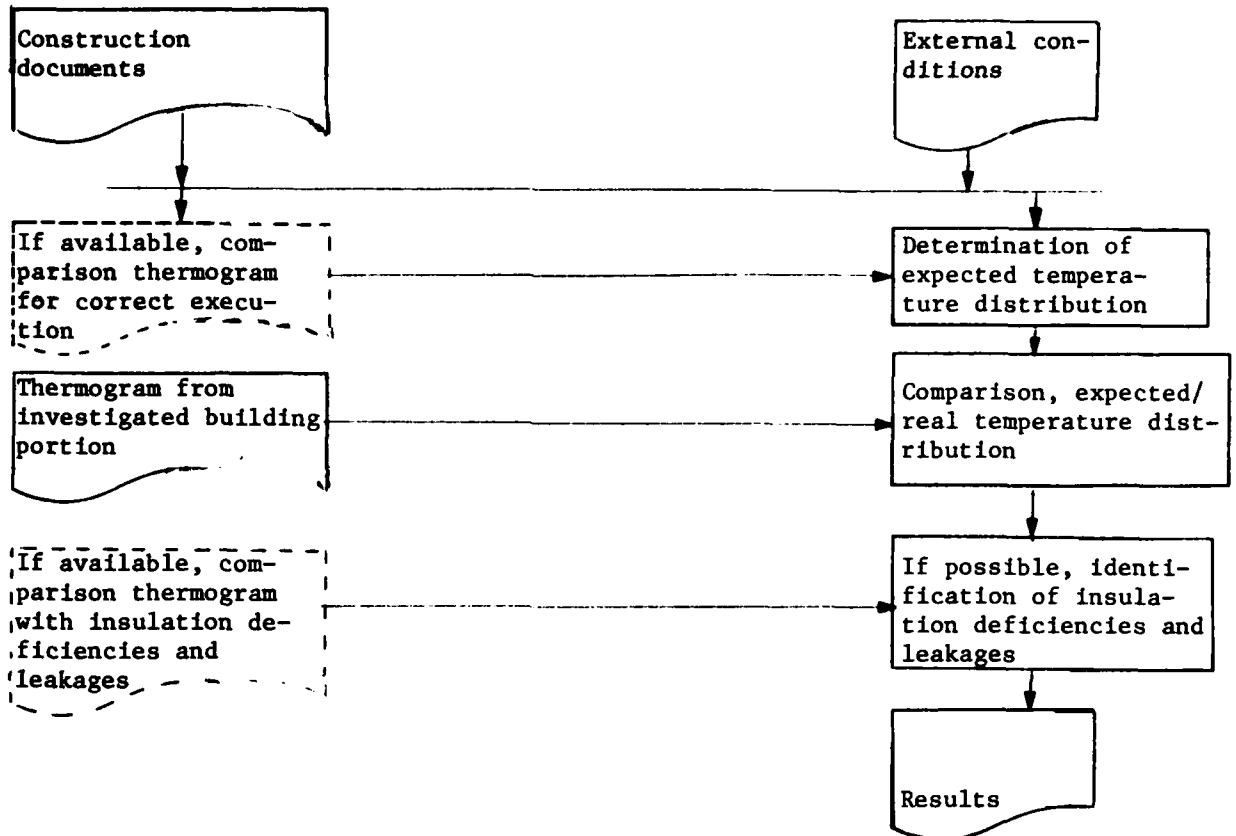 Construction
documents
External con-
ditions
If available, com-
parison thermogram
for correct execu-
tion
Determination of
expected tempera-
ture distribution
Thermogram from
investigated building
portion
Comparison, expected/
real temperature dist-
ribution
If available, com-
parison thermogram
with insulation de-
ficiencies and
leakages
If possible, identi-
fication of insula-
tion deficiencies and
leakages
Results